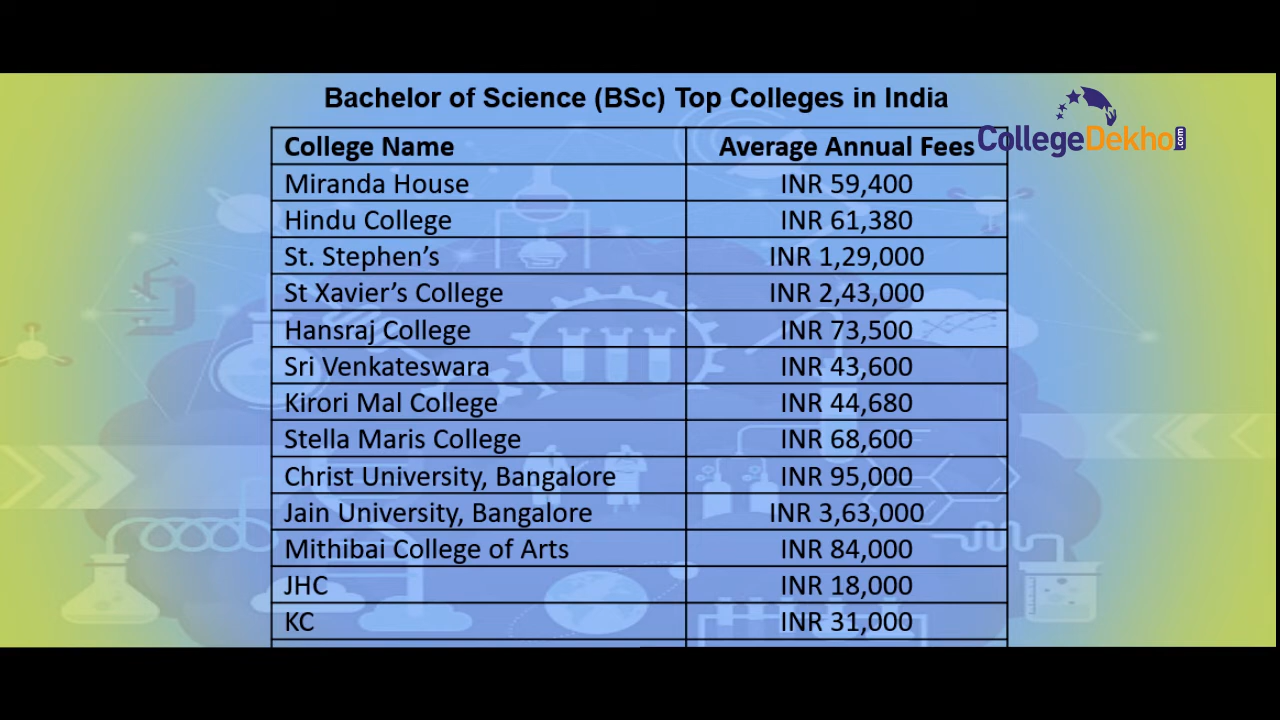 Bachelor of Science (BSc) Top Colleges in India
CollegeDekho.com
College Name Average Annual Fees
Miranda House INR 59,400
Hindu College INR 61,380
St. Stephen’s INR 1,29,000
St Xavier’s College INR 2,43,000
Hansraj College INR 73,500
Sri Venkateswara INR 43,600
Kirori Mal College INR 44,680
Stella Maris College INR 68,600
Christ University, Bangalore INR 95,000
Jain University, Bangalore INR 3,63,000
Mithibai College of Arts INR 84,000
JHC INR 18,000
KC INR 31,000